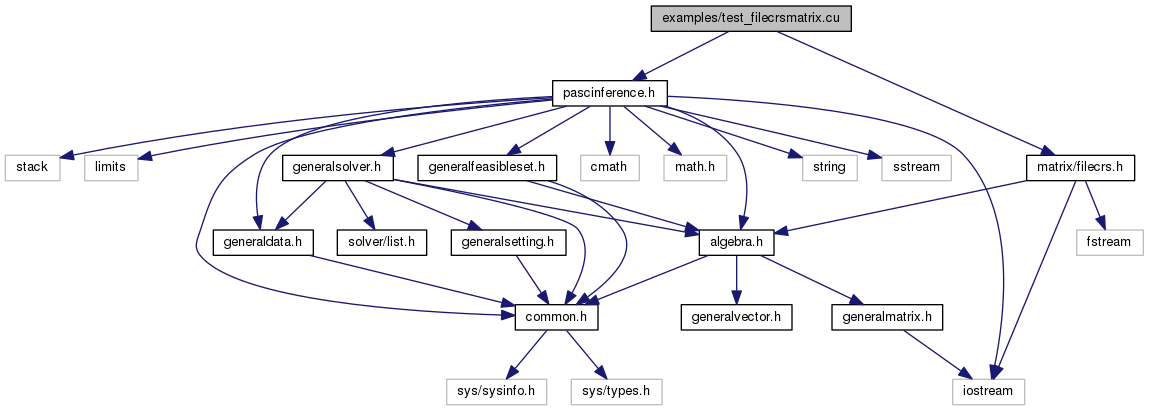 examples/test_filecrsmatrix.cu
pascinference.h
stack
limits
generalsolver.h
generalfeasibleset.h
cmath
math.h
string
sstream
matrix/filecrs.h
generaldata.h
solver/list.h
generalsetting.h
algebra.h
fstream
common.h
generalvector.h
generalmatrix.h
sys/sysinfo.h
sys/types.h
iostream